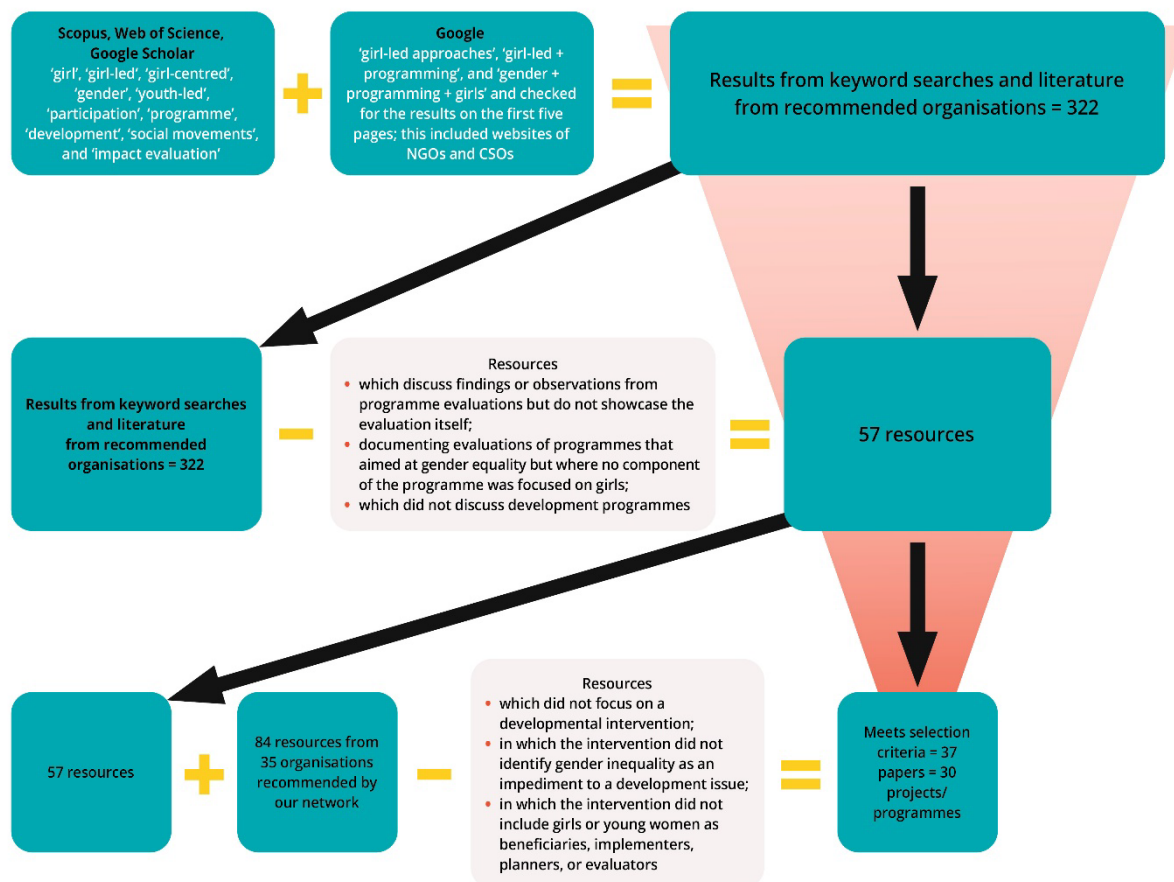 Scopus, Web of Science,
Google Scholar
‘girl’, ‘girl-led’, ‘girl-centred’,
‘gender’, ‘youth-led’,
‘participation’, ‘programme’,
‘development’, ‘social movements’,
and ‘impact evaluation’
+
Google
‘girl-led approaches’, ‘girl-led +
programming’, and ‘gender +
programming + girls’ and checked
for the results on the first five
pages; this included websites of
NGOs and CSOs
=
Results from keyword searches and literature
from recommended organisations = 322
Results from keyword searches
and literature
from recommended
organisations = 322
–
Resources
• which discuss findings or observations from
programme evaluations but do not showcase the
evaluation itself;
• documenting evaluations of programmes that
aimed at gender equality but where no component
of the programme was focused on girls;
• which did not discuss development programmes
=
57 resources
57 resources
+
84 resources from
35 organisations
recommended by
our network
–
Resources
• which did not focus on a
developmental intervention;
• in which the intervention did not
identify gender inequality as an
impediment to a development issue;
• in which the intervention did not
include girls or young women as
beneficiaries, implementers,
planners, or evaluators
=
Meets selection
criteria = 37
papers = 30
projects/
programmes